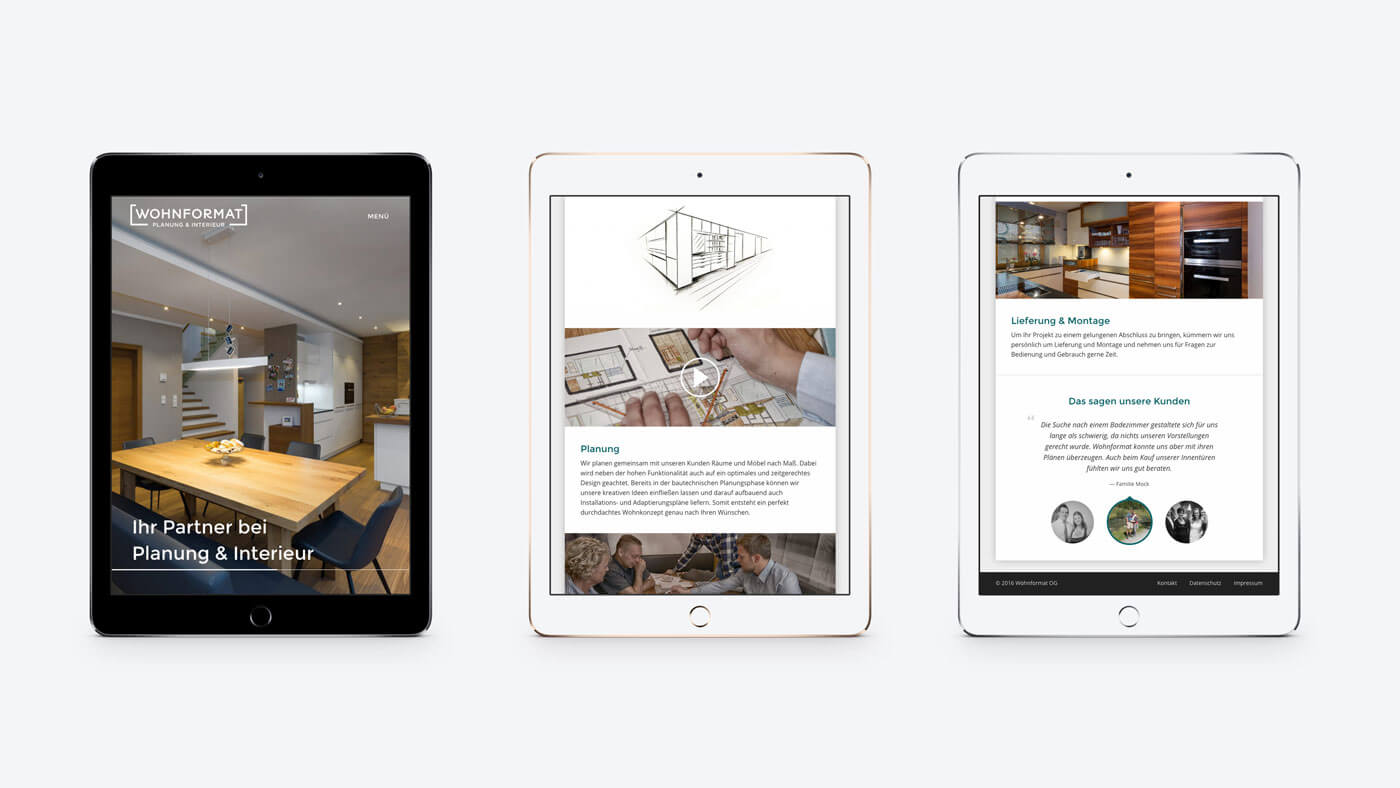 WOHNFORMAT
PLANUNG & INTERIEUR
MENÜ
Ihr Partner bei
Planung & Interieur
Planung
Wir planen gemeinsam mit unseren Kunden Räume und Möbel nach Maß. Dabei
wird neben der hohen Funktionalität auch auf ein optimales und zeitgerechtes
Design geachtet. Bereits in der bautechnischen Planungsphase können wir
unsere kreativen Ideen einfließen lassen und darauf aufbauend auch
Installations- und Adaptierungspläne liefern. Somit entsteht ein perfekt
durchdachtes Wohnkonzept genau nach Ihren Wünschen.
Lieferung & Montage
Um Ihr Projekt zu einem gelungenen Abschluss zu bringen, kümmern wir uns
persönlich um Lieferung und Montage und nehmen uns für Fragen zur
Bedienung und Gebrauch gerne Zeit.
Das sagen unsere Kunden
“ Die Suche nach einem Badezimmer gestaltete sich für uns
lange als schwierig, da nichts unseren Vorstellungen
gerecht wurde. Wohnformat konnte uns aber mit ihren
Plänen überzeugen. Auch beim Kauf unserer Innentüren
fühlten wir uns gut beraten.
— Familie Mock
© 2016 Wohnformat OG Kontakt Datenschutz Impressum